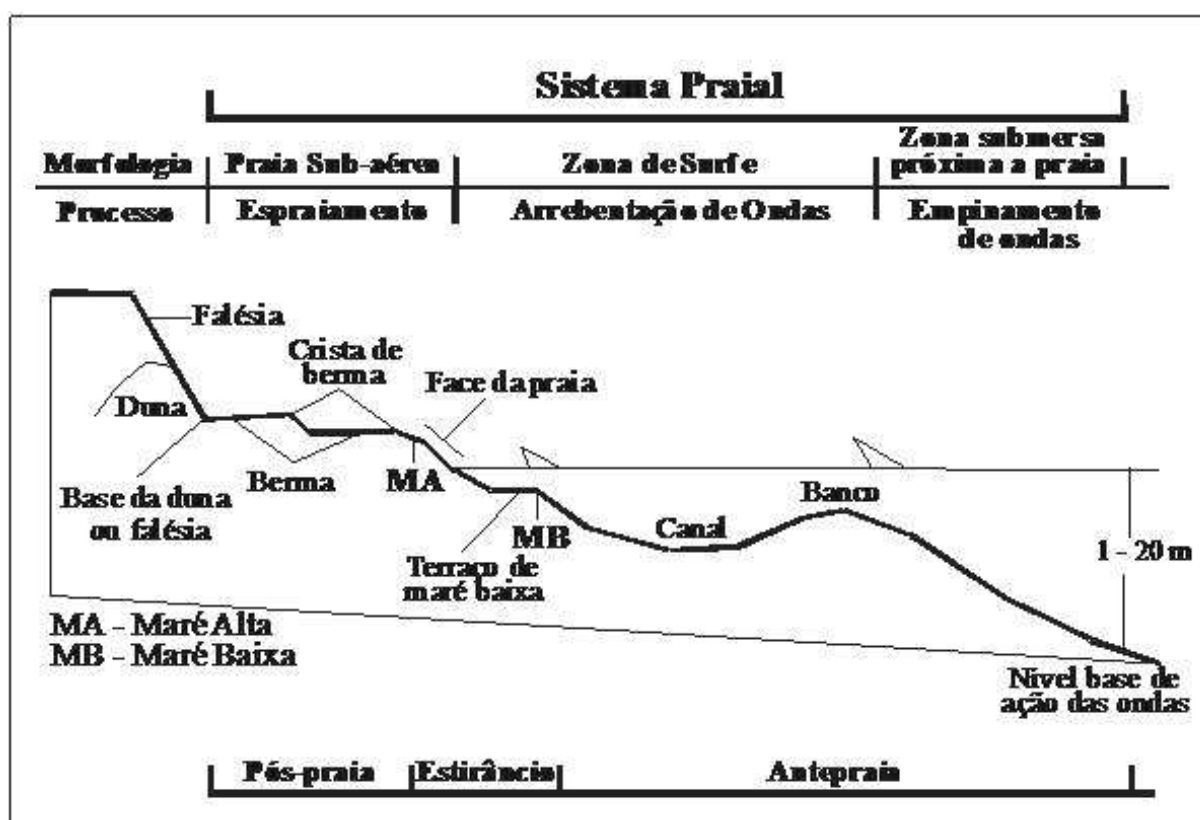 Sistema Praial
Morfologia
Praia Sub-aérea
Zona de Surfe
Zona submersa
próxima a praia
Processo
Espraiamento
Arrebentação de Ondas
Empinamento
de ondas
Falésia
Crista de
berma
Face da praia
Duna
Base da duna
ou falésia
Berma
MA
MB
Terraço de
maré baixa
Canal
Banco
1 - 20 m
MA - Maré Alta
MB - Maré Baixa
Nivel base de
ação das ondas
Pós-praia
Estirâncio
Antepraia